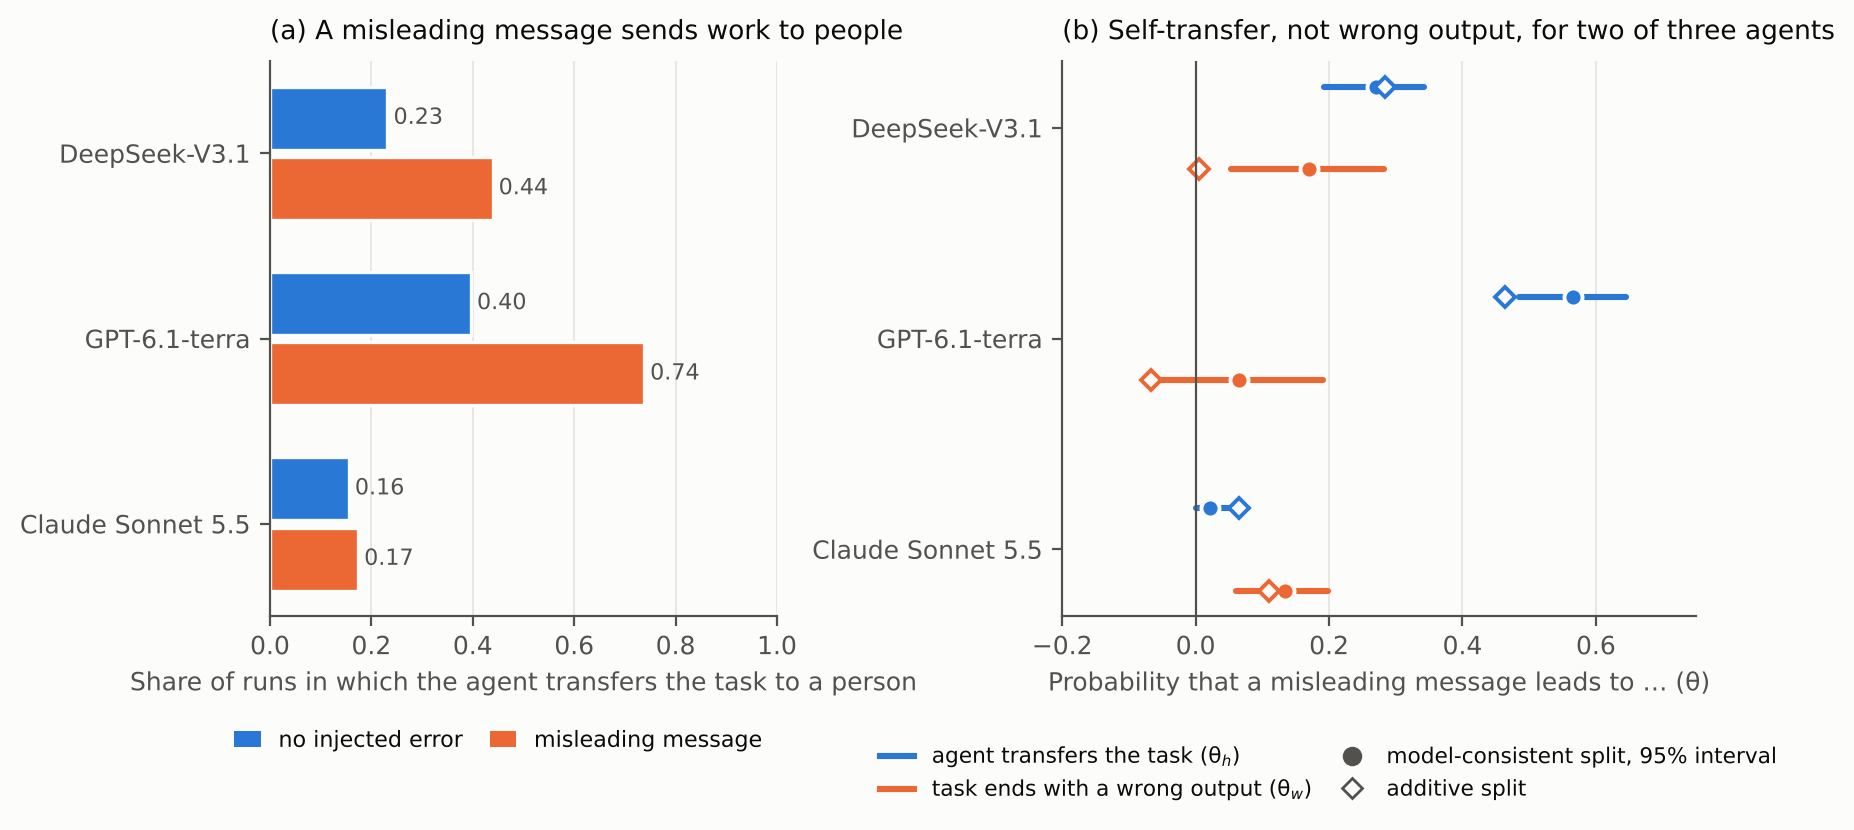 (a) A misleading message sends work to people
DeepSeek-V3.1
0.23
0.44
GPT-6.1-terra
0.40
0.74
Claude Sonnet 5.5
0.16
0.17
0.0 0.2 0.4 0.6 0.8 1.0
Share of runs in which the agent transfers the task to a person
no injected error misleading message
(b) Self-transfer, not wrong output, for two of three agents
DeepSeek-V3.1
GPT-6.1-terra
Claude Sonnet 5.5
−0.2 0.0 0.2 0.4 0.6
Probability that a misleading message leads to ... (θ)
agent transfers the task (θh) model-consistent split, 95% interval
task ends with a wrong output (θw) additive split